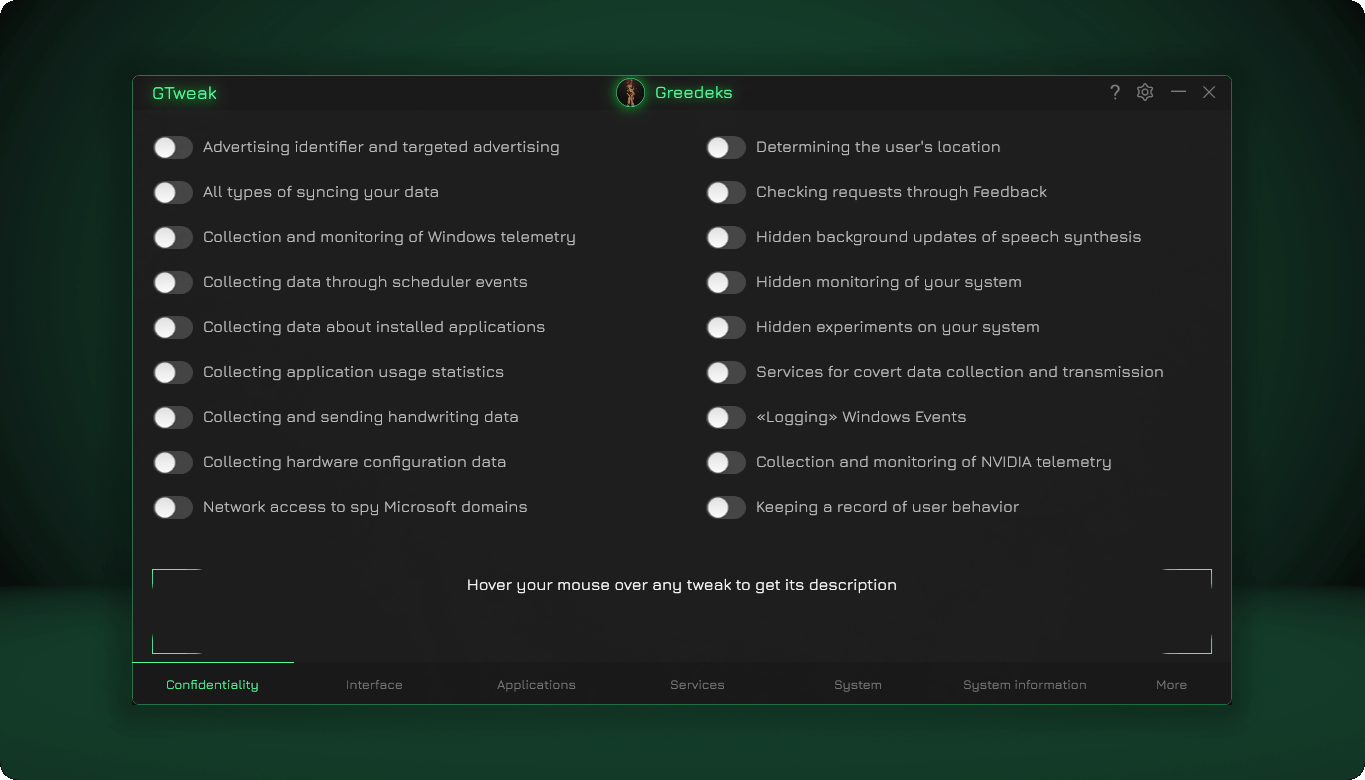 GTweak
Greedeks
?
Advertising identifier and targeted advertising
All types of syncing your data
Collection and monitoring of Windows telemetry
Collecting data through scheduler events
Collecting data about installed applications
Collecting application usage statistics
Collecting and sending handwriting data
Collecting hardware configuration data
Network access to spy Microsoft domains
Determining the user's location
Checking requests through Feedback
Hidden background updates of speech synthesis
Hidden monitoring of your system
Hidden experiments on your system
Services for covert data collection and transmission
«Logging» Windows Events
Collection and monitoring of NVIDIA telemetry
Keeping a record of user behavior
Hover your mouse over any tweak to get its description
Confidentiality
Interface
Applications
Services
System
System information
More